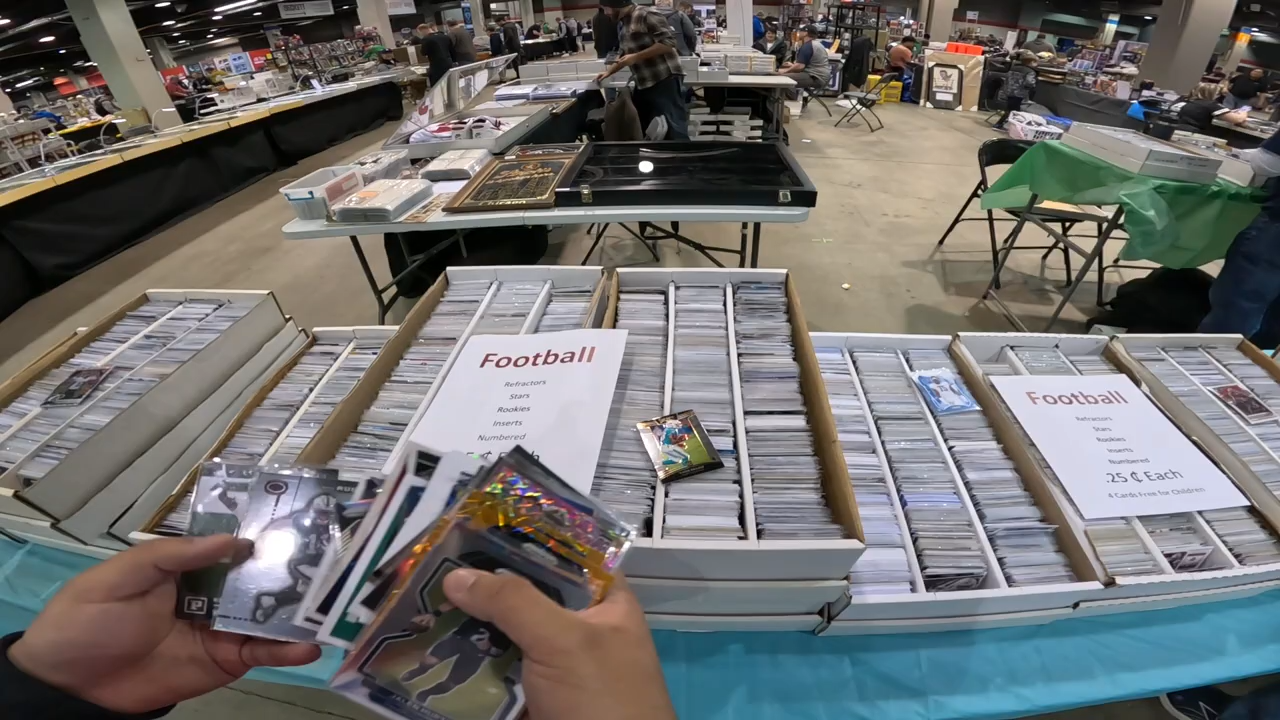 Football
Refractors
Stars
Rookies
Inserts
Numbered
¢ Each
Football
Refractors
Stars
Rookies
Inserts
Numbered
.25 ¢ Each
4 Cards Free for Children